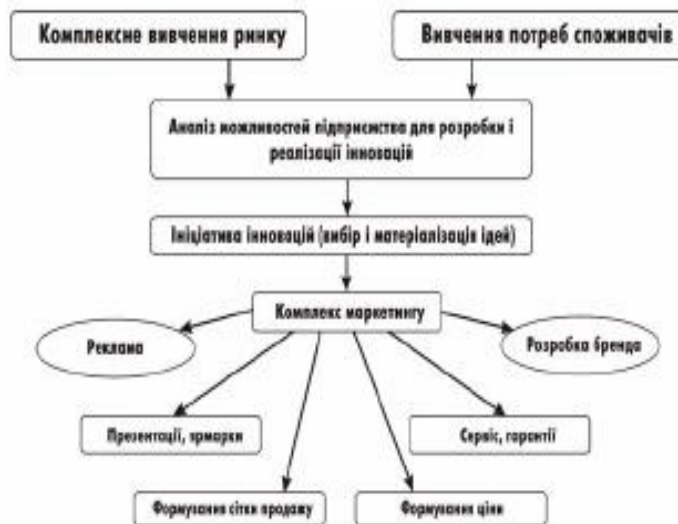 Комплексне вивчення ринку
Вивчення потреб споживачів
Аналіз можливостей підприємства для розробки і
реалізації інновацій
Ініціатива інновацій (вибір і матеріалізація ідей)
Комплекс маркетингу
Реклама
Розробка бренда
Презентації, ярмарки
Сервіс, гарантії
Формування сітки продажу
Формування ціни